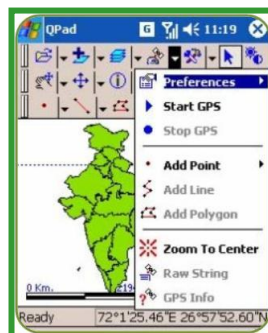 QPad G 11:19
Preferences
Start GPS
Stop GPS
Add Point
Add Line
Add Polygon
Zoom To Center
Raw String
GPS Info
0 Km. 219
Ready 72°1'25.46"E 26°57'52.60"N